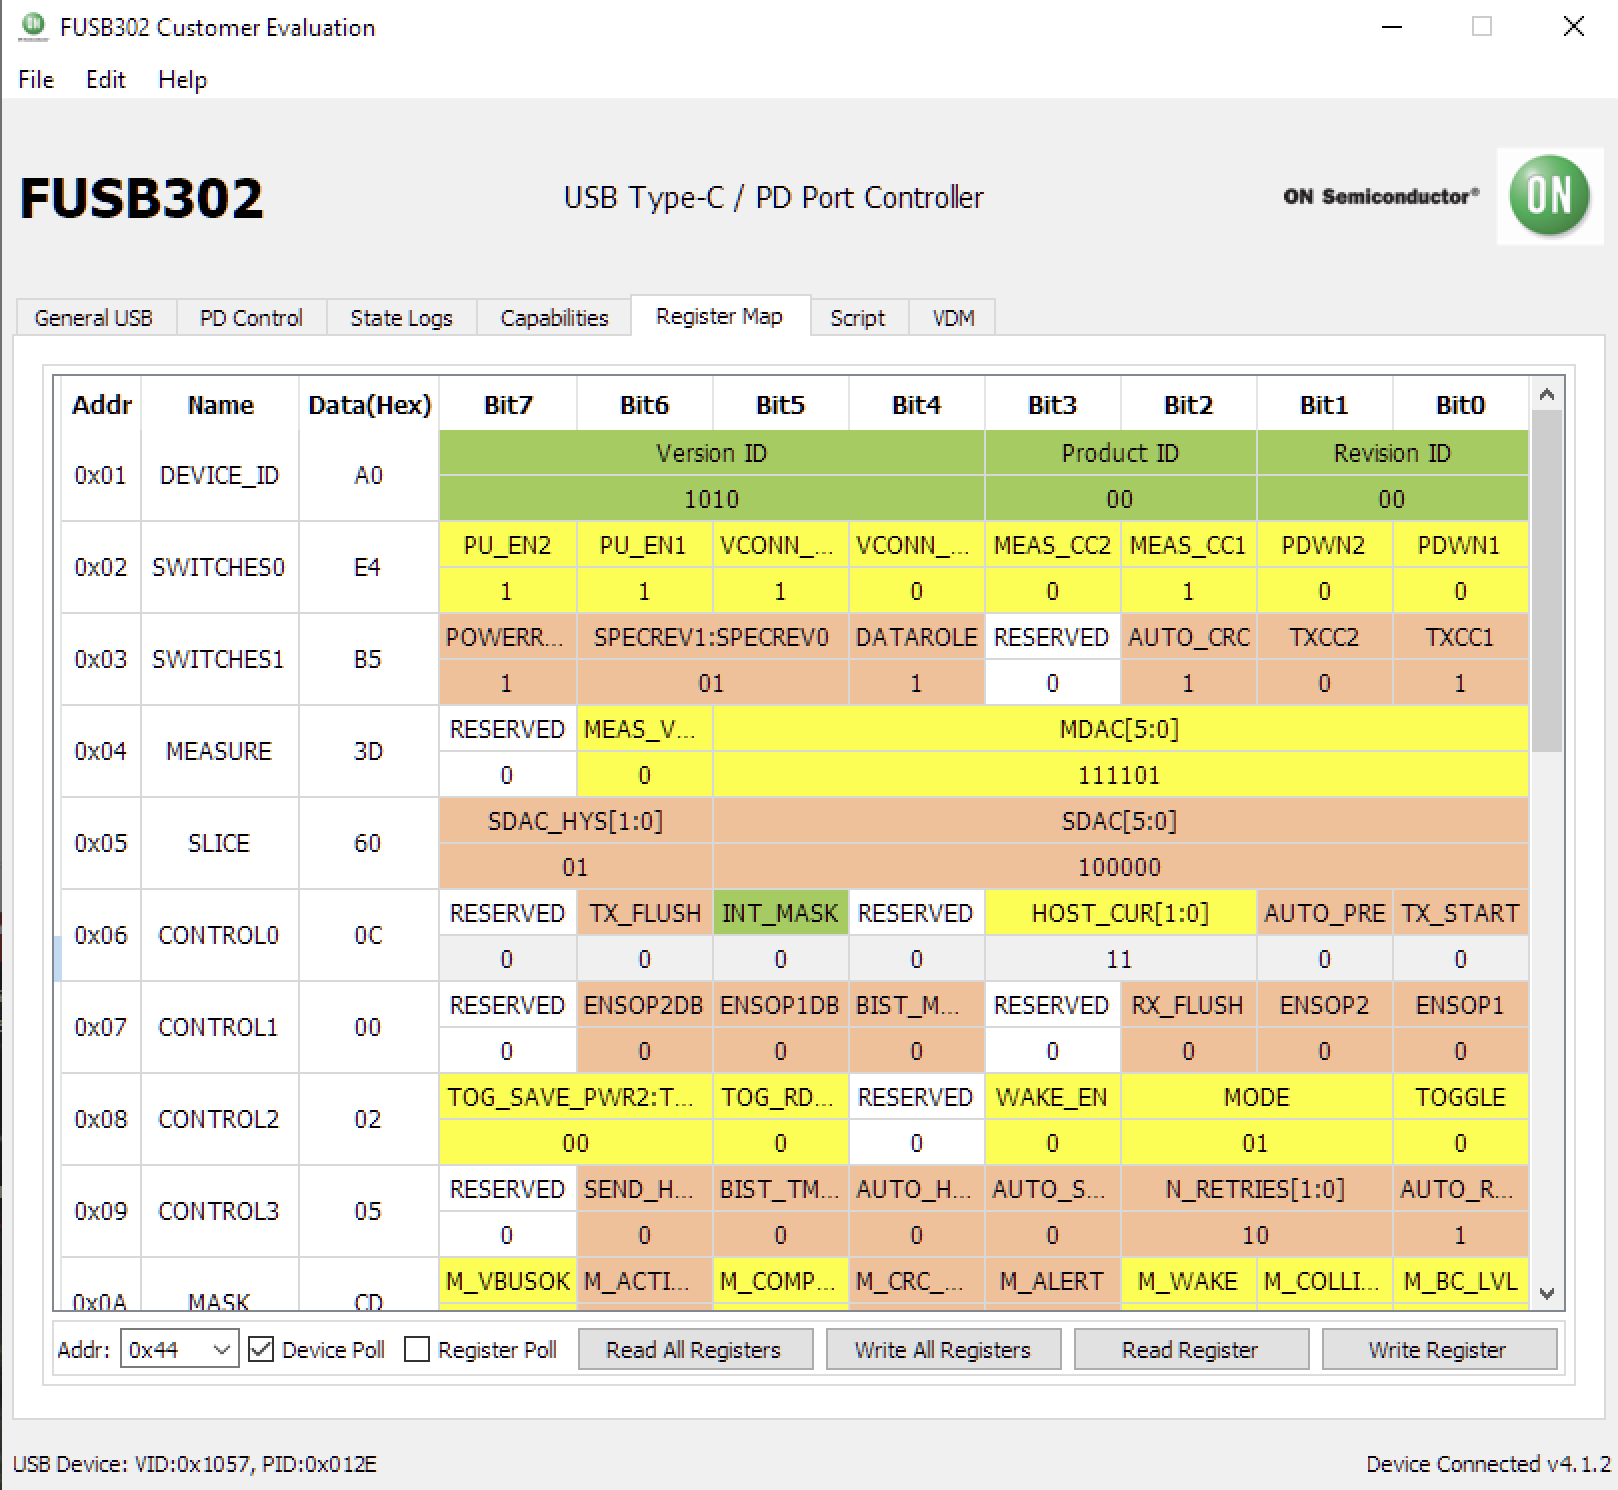 FUSB302 Customer Evaluation
File Edit Help
FUSB302 USB Type-C / PD Port Controller ON Semiconductor® ON
General USB PD Control State Logs Capabilities Register Map Script VDM
Addr Name Data(Hex) Bit7 Bit6 Bit5 Bit4 Bit3 Bit2 Bit1 Bit0
Version ID Product ID Revision ID
0x01 DEVICE_ID A0
1010 00 00
PU_EN2 PU_EN1 VCONN_... VCONN_... MEAS_CC2 MEAS_CC1 PDWN2 PDWN1
0x02 SWITCHES0 E4
1 1 1 0 0 1 0 0
POWERR... SPECREV1:SPECREV0 DATAROLE RESERVED AUTO_CRC TXCC2 TXCC1
0x03 SWITCHES1 B5
1 01 1 0 1 0 1
RESERVED MEAS_V... MDAC[5:0]
0x04 MEASURE 3D
0 0 111101
SDAC_HYS[1:0] SDAC[5:0]
0x05 SLICE 60
01 100000
RESERVED TX_FLUSH INT_MASK RESERVED HOST_CUR[1:0] AUTO_PRE TX_START
0x06 CONTROL0 0C
0 0 0 0 11 0 0
RESERVED ENSOP2DB ENSOP1DB BIST_M... RESERVED RX_FLUSH ENSOP2 ENSOP1
0x07 CONTROL1 00
0 0 0 0 0 0 0 0
TOG_SAVE_PWR2:T... TOG_RD... RESERVED WAKE_EN MODE TOGGLE
0x08 CONTROL2 02
00 0 0 0 01 0
RESERVED SEND_H... BIST_TM... AUTO_H... AUTO_S... N_RETRIES[1:0] AUTO_R...
0x09 CONTROL3 05
0 0 0 0 0 10 1
M_VBUSOK M_ACTI... M_COMP... M_CRC_... M_ALERT M_WAKE M_COLLI... M_BC_LVL
0x0A MASK CD
Addr: 0x44 Device Poll Register Poll Read All Registers Write All Registers Read Register Write Register
USB Device: VID:0x1057, PID:0x012E Device Connected v4.1.2